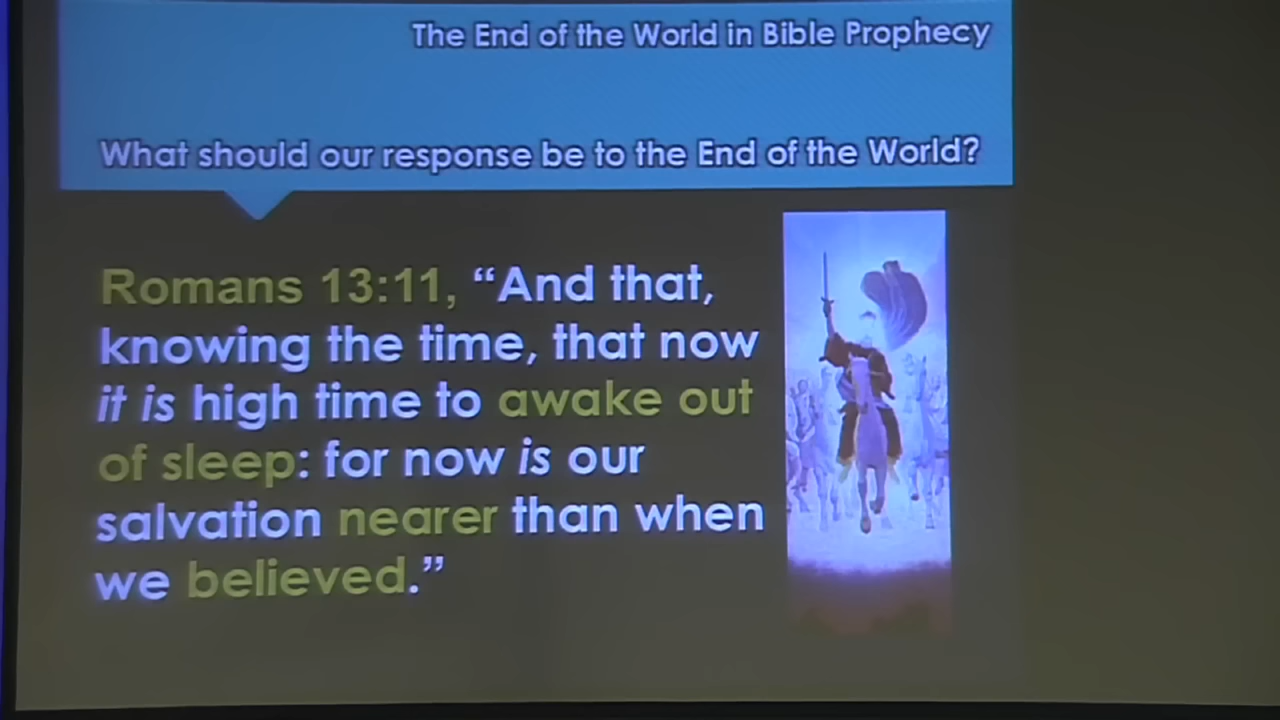 The End of the World in Bible Prophecy
What should our response be to the End of the World?
Romans 13:11, “And that,
knowing the time, that now
it is high time to awake out
of sleep: for now is our
salvation nearer than when
we believed.”